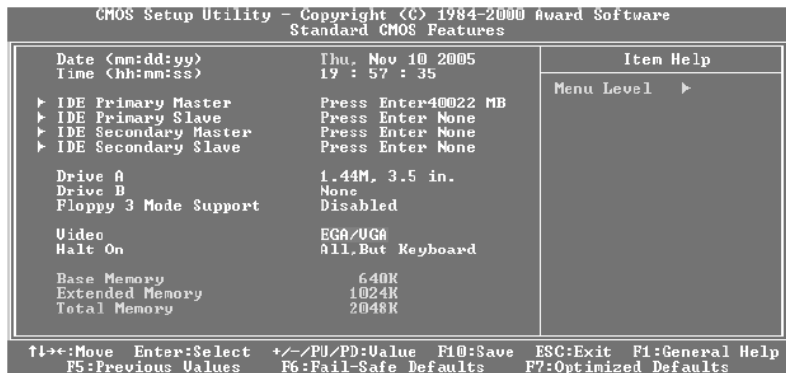 CMOS Setup Utility - Copyright (C) 1984-2000 Award Software
Standard CMOS Features
Date (mm:dd:yy) Thu, Nov 10 2005
Time (hh:mm:ss) 19 : 57 : 35
Item Help
Menu Level ▶
▶ IDE Primary Master Press Enter40022 MB
▶ IDE Primary Slave Press Enter None
▶ IDE Secondary Master Press Enter None
▶ IDE Secondary Slave Press Enter None
Drive A 1.44M, 3.5 in.
Drive B None
Floppy 3 Mode Support Disabled
Video EGA/VGA
Halt On All,But Keyboard
Base Memory 640K
Extended Memory 1024K
Total Memory 2048K
↑↓→←:Move Enter:Select +/-/PU/PD:Value F10:Save ESC:Exit F1:General Help
F5:Previous Values F6:Fail-Safe Defaults F7:Optimized Defaults